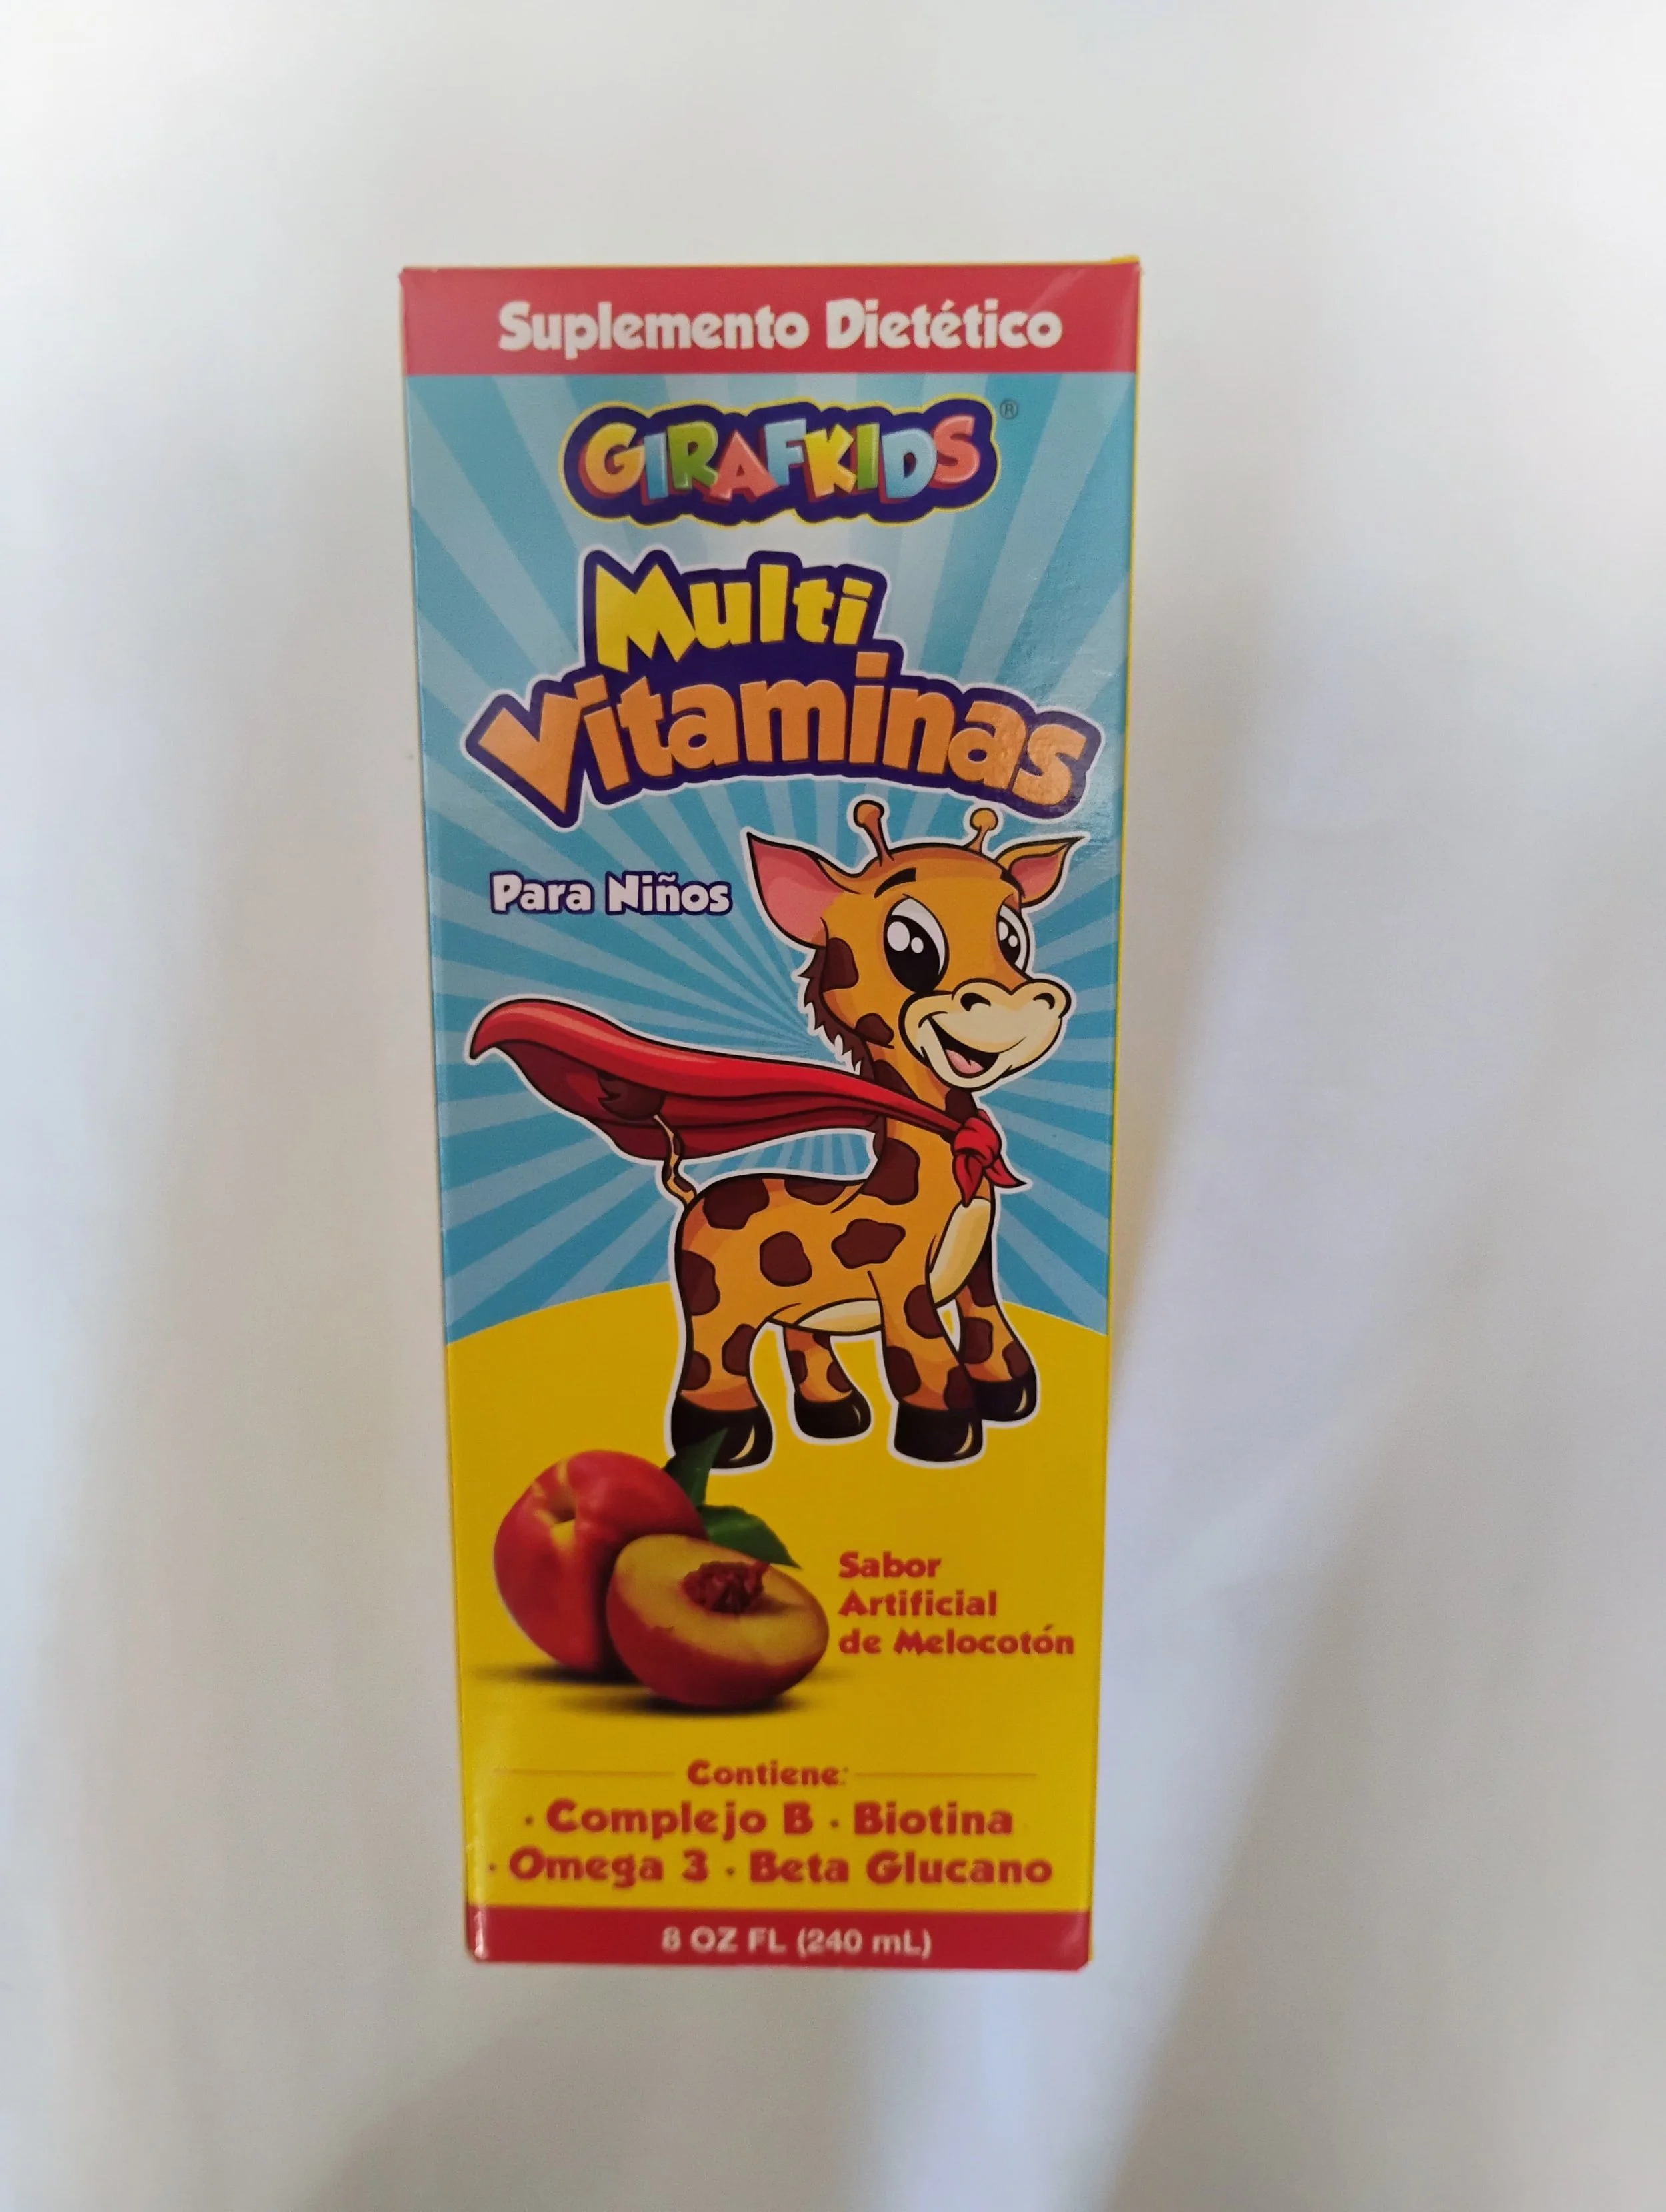 Suplemento Dietético
GIRAFKIDS®
Multi
Vitaminas
Para Niños
Sabor
Artificial
de Melocotón
Contiene:
· Complejo B · Biotina
· Omega 3 · Beta Glucano
8 OZ FL (240 mL)